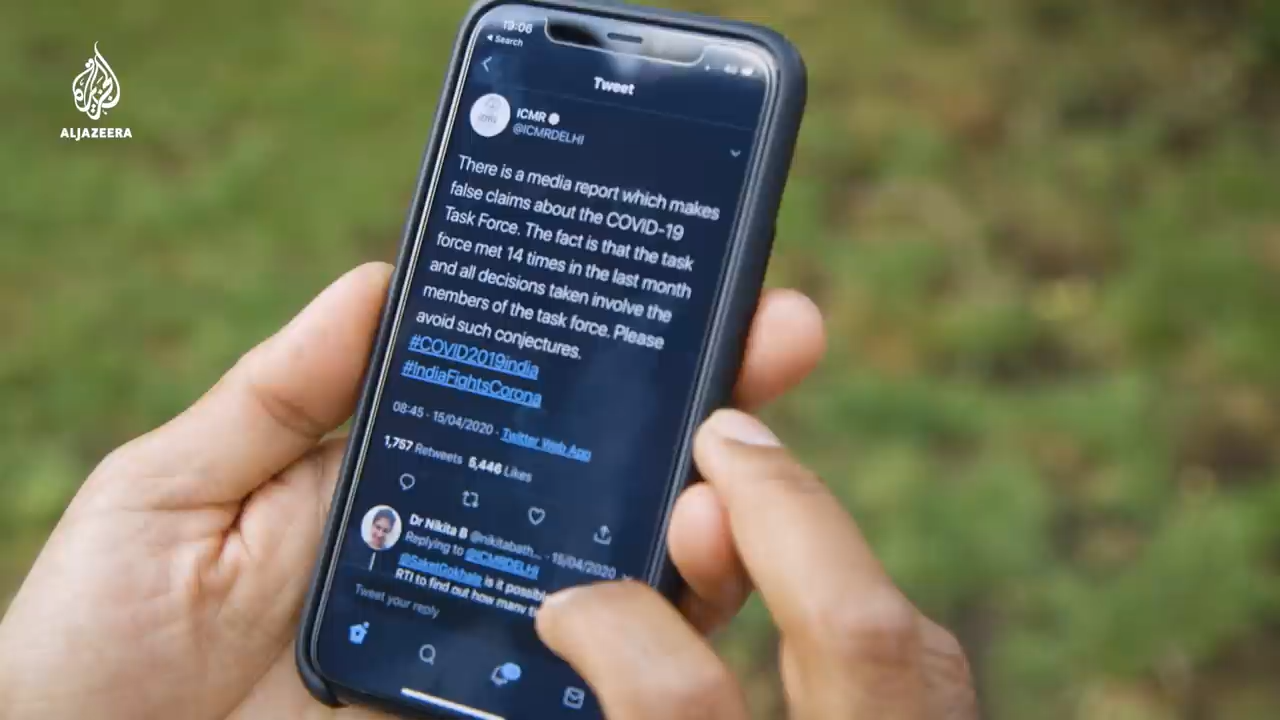 ALJAZEERA
19:06
Search
Tweet
ICMR
@ICMRDELHI
There is a media report which makes
false claims about the COVID-19
Task Force. The fact is that the task
force met 14 times in the last month
and all decisions taken involve the
members of the task force. Please
avoid such conjectures.
#COVID2019india
#IndiaFightsCorona
08:45 · 15/04/2020 · Twitter Web App
1,757 Retweets 5,446 Likes
Dr Nikita B @nikitabath... · 15/04/2020
Replying to @ICMRDELHI
@SaketGokhale is it possibl
RTI to find out how many
Tweet your reply